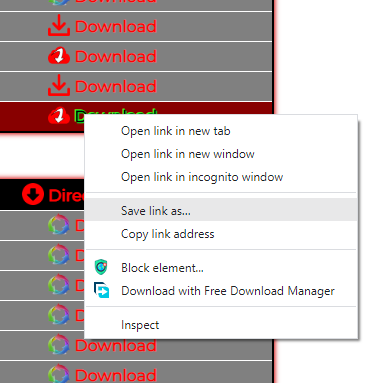 Download
Download
Download
Download
Download
Open link in new tab
Open link in new window
Open link in incognito window
Save link as...
Copy link address
Block element...
Download with Free Download Manager
Inspect
Direc
D
D
D
D
D
Download
Download